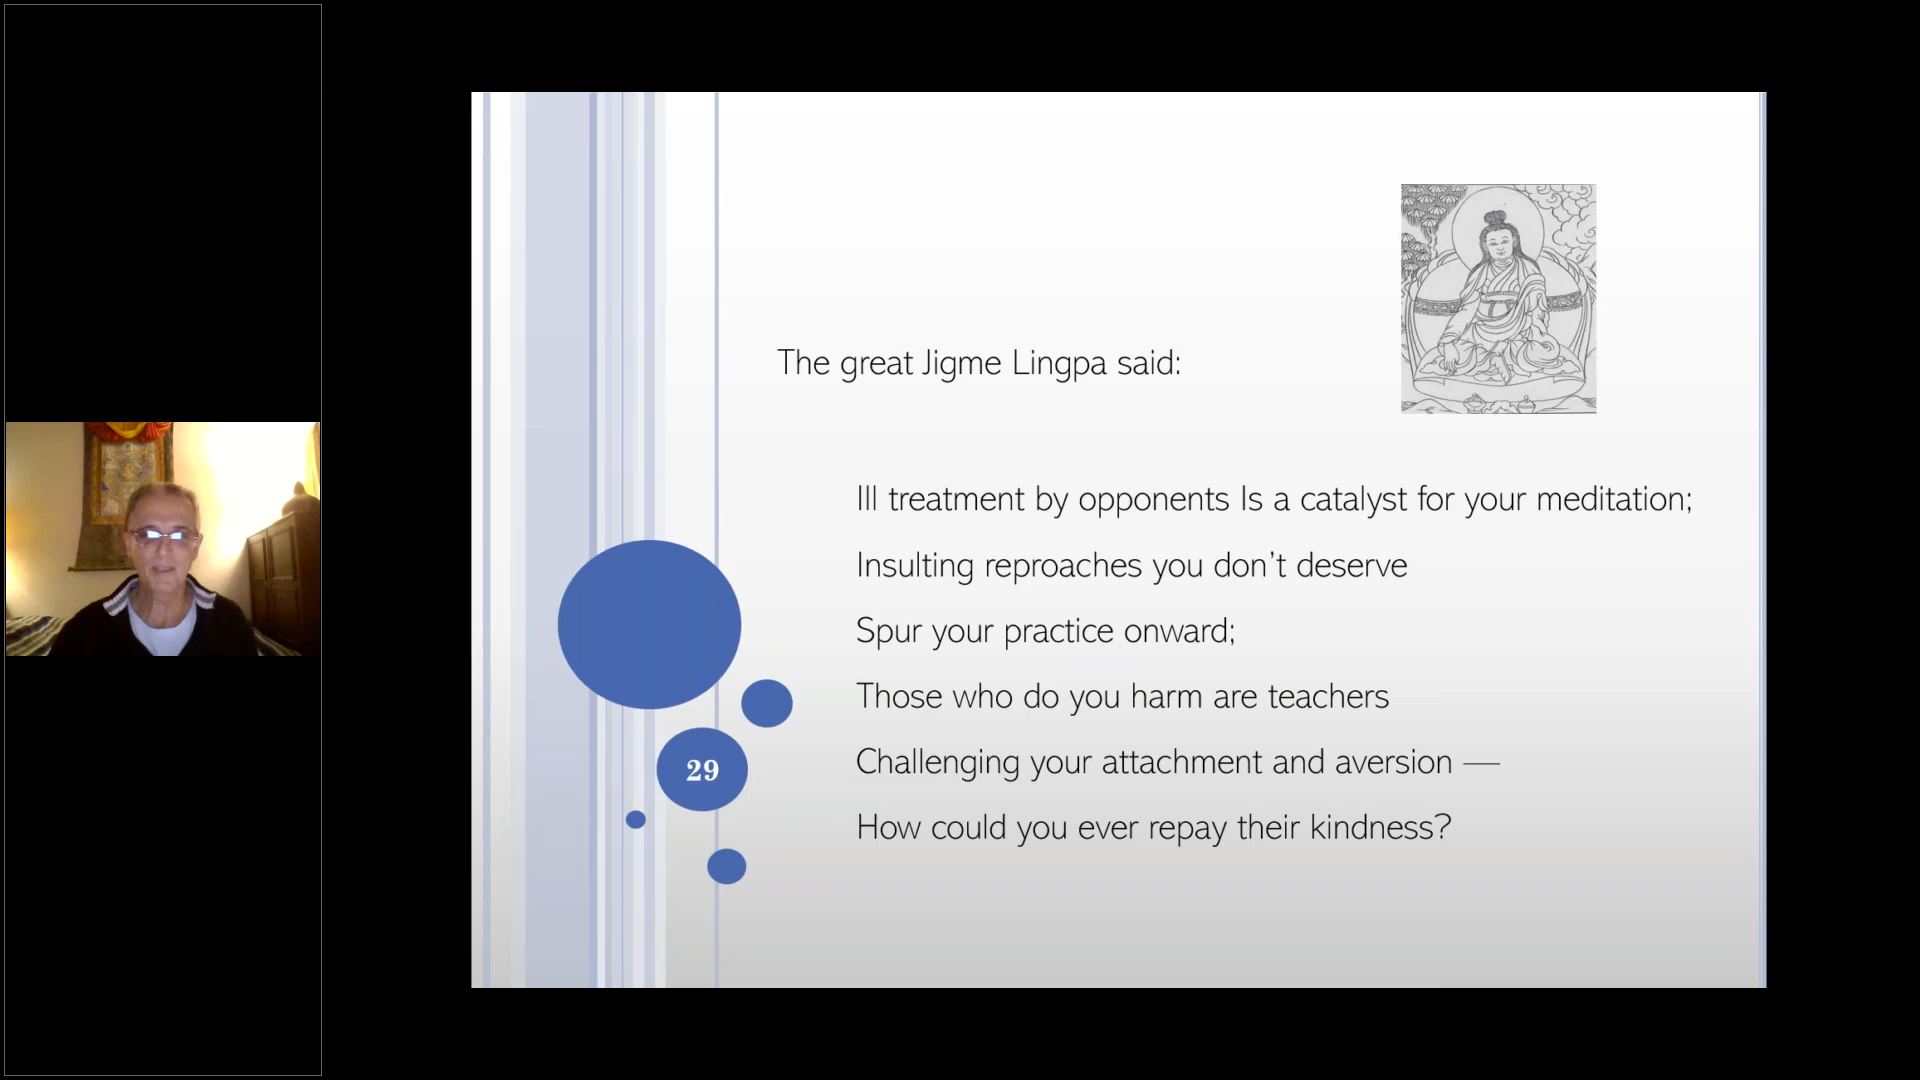 The great Jigme Lingpa said:
Ill treatment by opponents Is a catalyst for your meditation;
Insulting reproaches you don’t deserve
Spur your practice onward;
Those who do you harm are teachers
Challenging your attachment and aversion —
How could you ever repay their kindness?
29